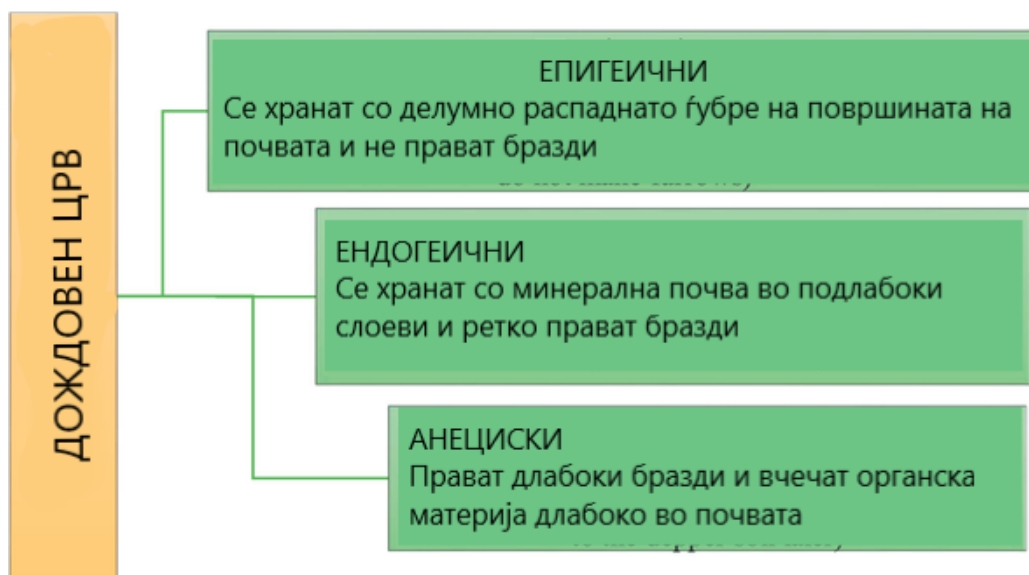 ДОЖДОВЕН ЦРВ
ЕПИГЕИЧНИ
Се хранат со делумно распаднато ѓубре на површината на
почвата и не прават бразди
ЕНДОГЕИЧНИ
Се хранат со минерална почва во подлабоки
слоеви и ретко прават бразди
АНЕЦИСКИ
Прават длабоки бразди и вчечат органска
материја длабоко во почвата